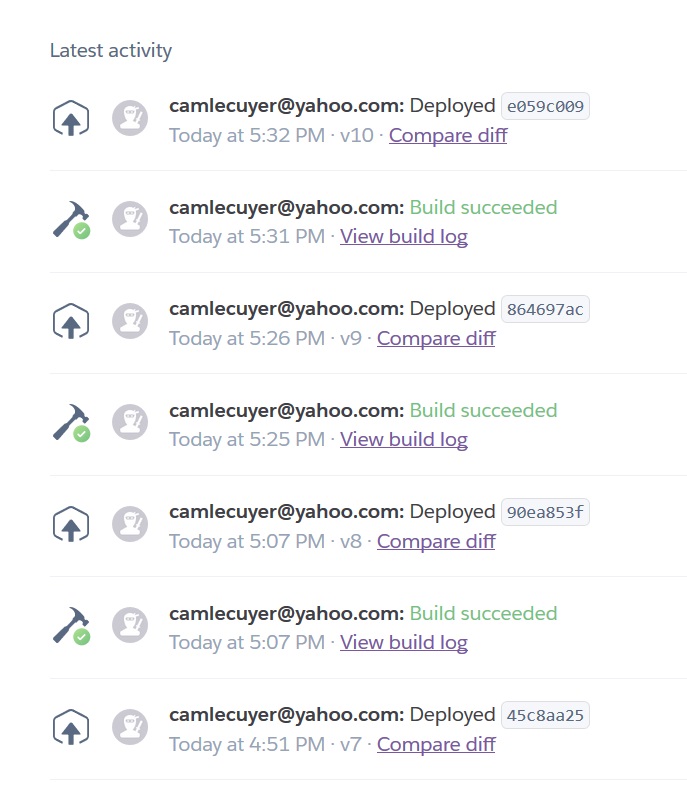 Latest activity
camlecuyer@yahoo.com: Deployed e059c009
Today at 5:32 PM · v10 · Compare diff
camlecuyer@yahoo.com: Build succeeded
Today at 5:31 PM · View build log
camlecuyer@yahoo.com: Deployed 864697ac
Today at 5:26 PM · v9 · Compare diff
camlecuyer@yahoo.com: Build succeeded
Today at 5:25 PM · View build log
camlecuyer@yahoo.com: Deployed 90ea853f
Today at 5:07 PM · v8 · Compare diff
camlecuyer@yahoo.com: Build succeeded
Today at 5:07 PM · View build log
camlecuyer@yahoo.com: Deployed 45c8aa25
Today at 4:51 PM · v7 · Compare diff